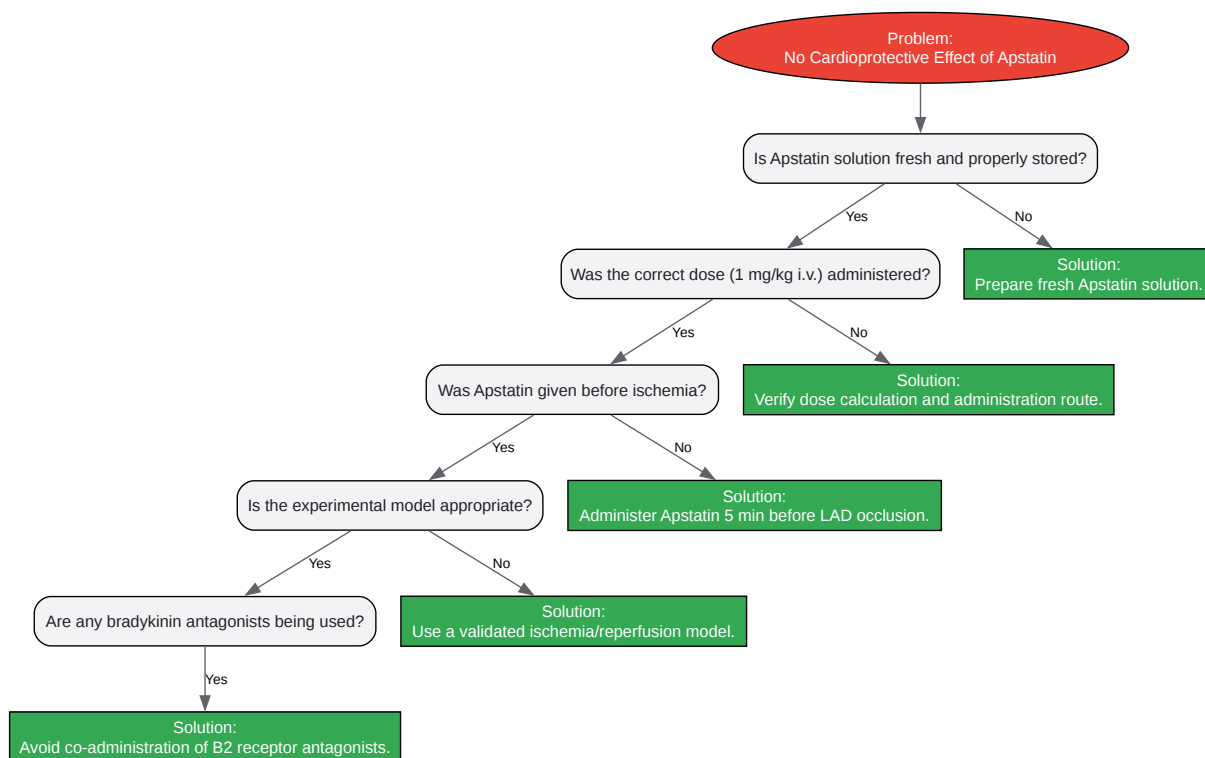 Problem:
No Cardioprotective Effect of Apstatin
Is Apstatin solution fresh and properly stored?
Yes
No
Was the correct dose (1 mg/kg i.v.) administered?
Solution:
Prepare fresh Apstatin solution.
Yes
No
Was Apstatin given before ischemia?
Solution:
Verify dose calculation and administration route.
Yes
No
Is the experimental model appropriate?
Solution:
Administer Apstatin 5 min before LAD occlusion.
Yes
No
Are any bradykinin antagonists being used?
Solution:
Use a validated ischemia/reperfusion model.
Yes
Solution:
Avoid co-administration of B2 receptor antagonists.